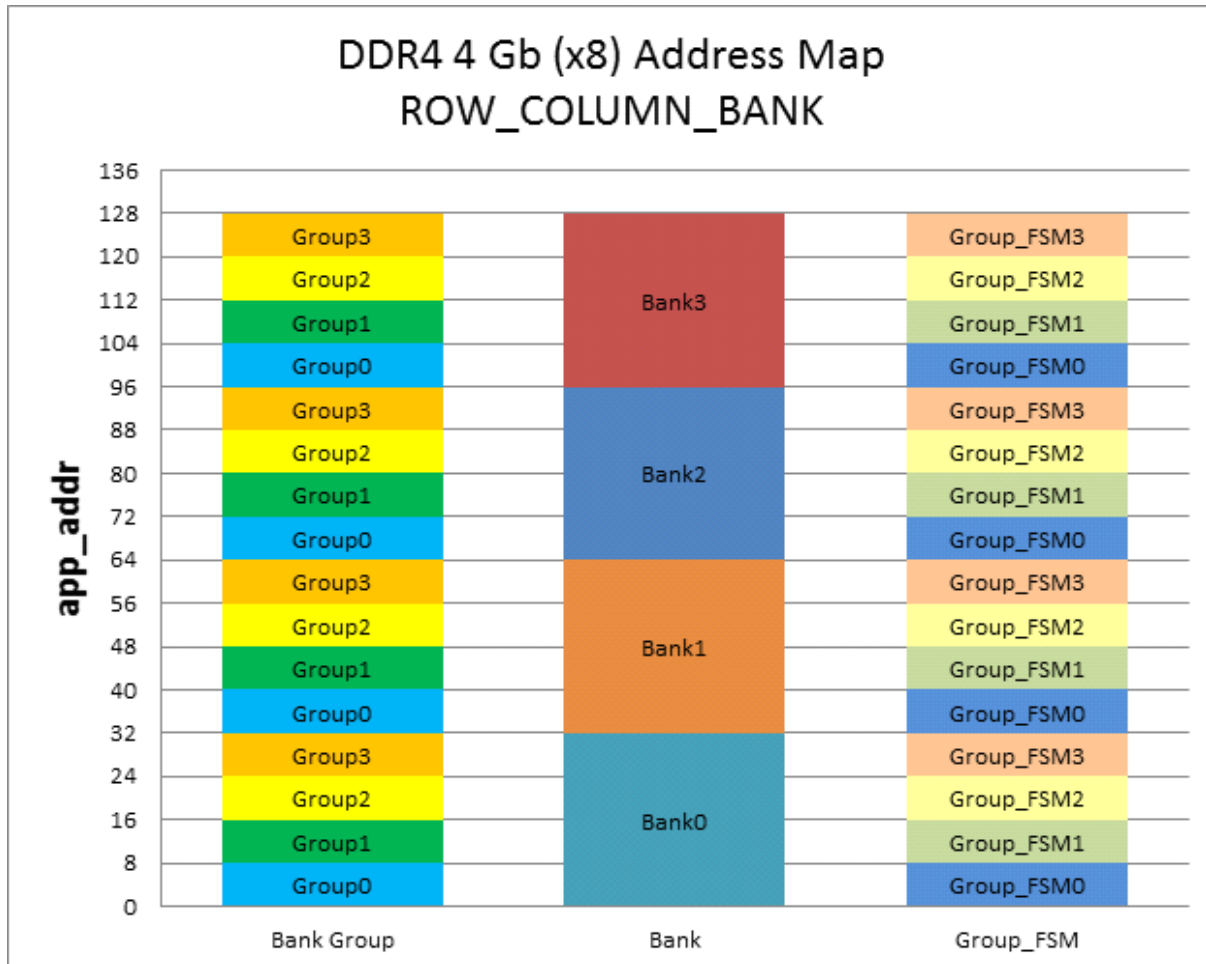 DDR4 4 Gb (x8) Address Map
ROW_COLUMN_BANK
app_addr
136
128
120
112
104
96
88
80
72
64
56
48
40
32
24
16
8
0
Group3
Group2
Group1
Group0
Group3
Group2
Group1
Group0
Group3
Group2
Group1
Group0
Group3
Group2
Group1
Group0
Bank3
Bank2
Bank1
Bank0
Group_FSM3
Group_FSM2
Group_FSM1
Group_FSM0
Group_FSM3
Group_FSM2
Group_FSM1
Group_FSM0
Group_FSM3
Group_FSM2
Group_FSM1
Group_FSM0
Group_FSM3
Group_FSM2
Group_FSM1
Group_FSM0
Bank Group
Bank
Group_FSM